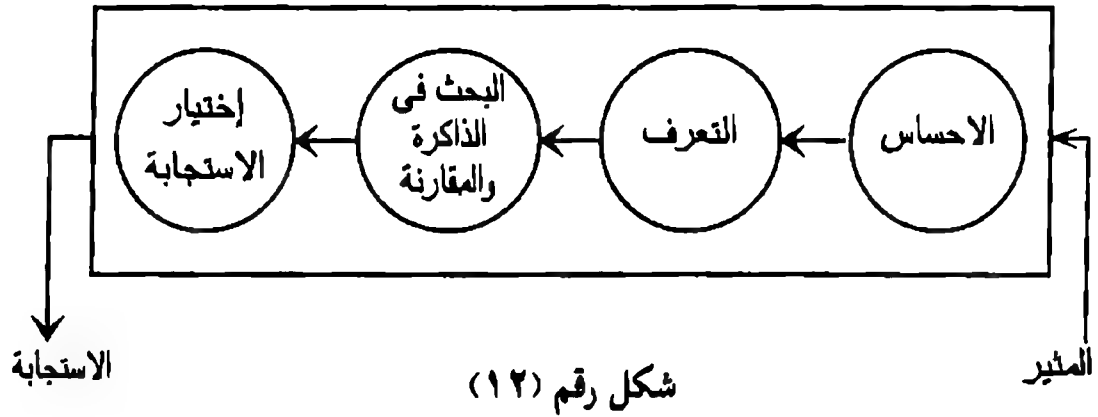 الاحساس
التعرف
البحث فى
الذاكرة
والمقارنة
إختيار
الاستجابة
المثير
الاستجابة
شكل رقم (١٢)